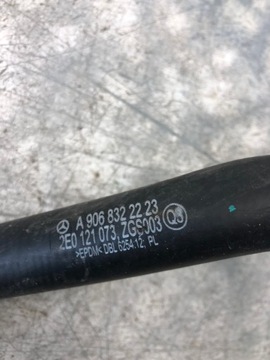 A 906 832 22 23
2E0 121 073. ZGS003
>EPDM< DBL 6254.12 PL